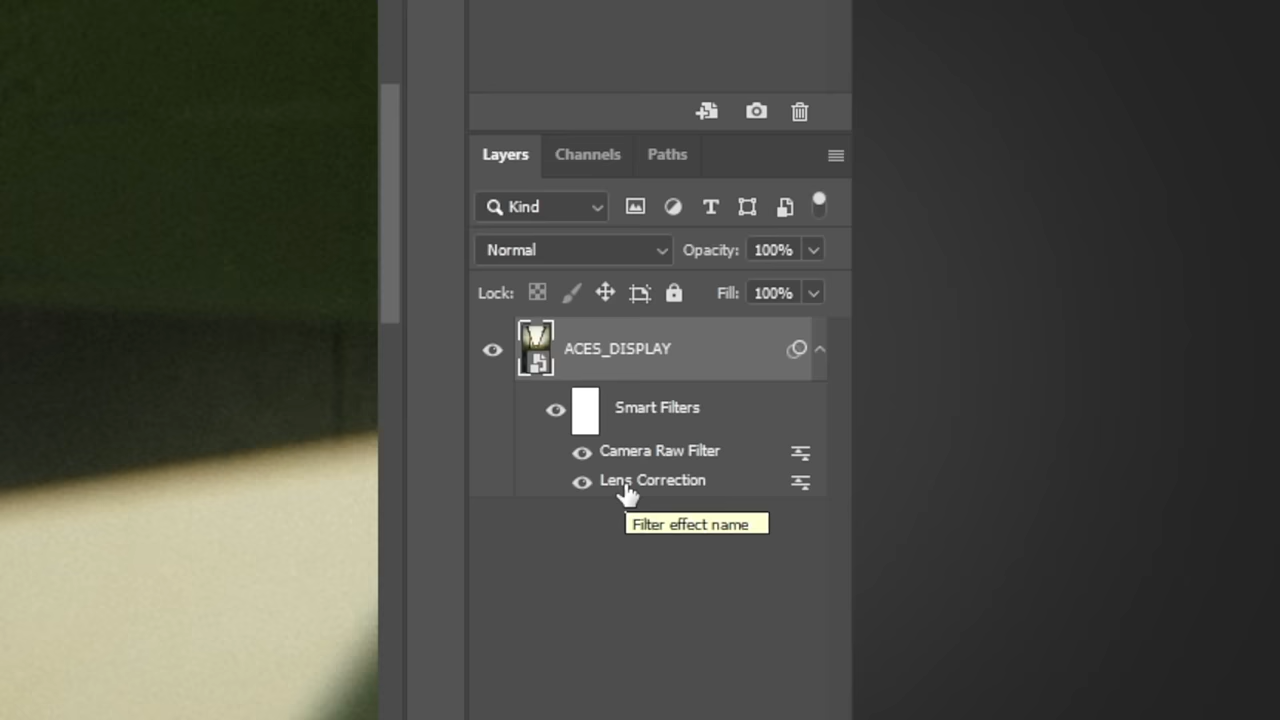 Layers Channels Paths
Kind
Normal Opacity: 100%
Lock: Fill: 100%
ACES_DISPLAY
Smart Filters
Camera Raw Filter
Lens Correction
Filter effect name